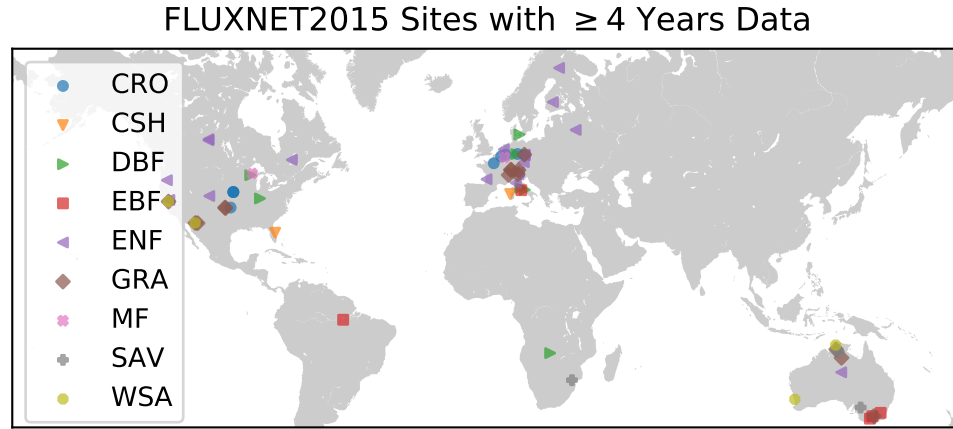 FLUXNET2015 Sites with ≥ 4 Years Data
CRO
CSH
DBF
EBF
ENF
GRA
MF
SAV
WSA